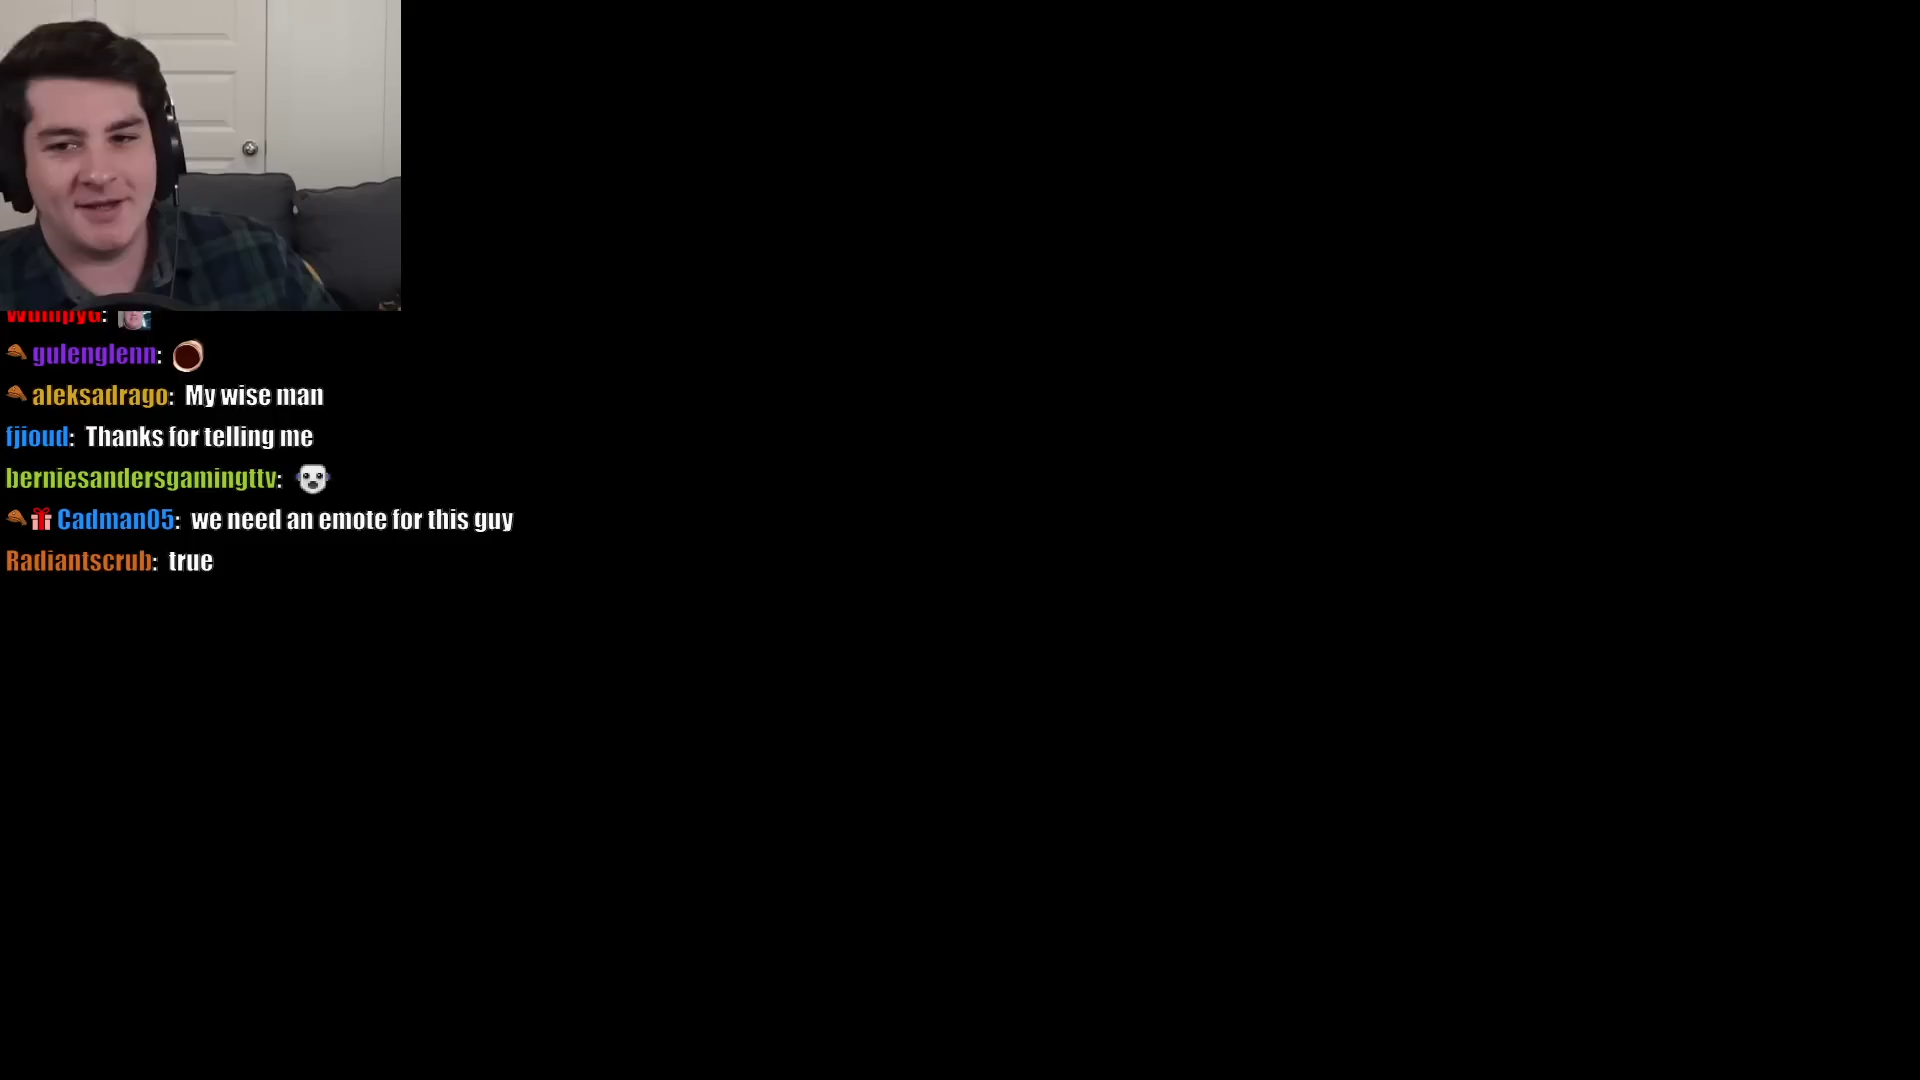 Wumpyd:
gulenglenn:
aleksadrago: My wise man
fjioud: Thanks for telling me
berniesandersgamingttv:
Cadman05: we need an emote for this guy
Radiantscrub: true